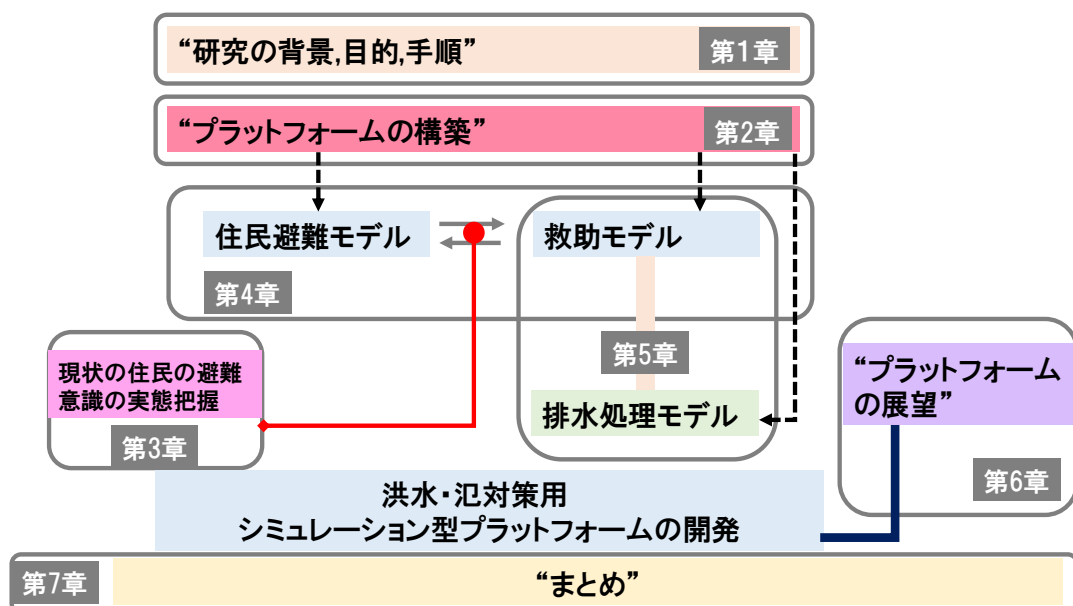 “研究の背景,目的,手順”
第1章
“プラットフォームの構築”
第2章
住民避難モデル
救助モデル
第4章
第5章
現状の住民の避難
意識の実態把握
第3章
排水処理モデル
“プラットフォーム
の展望”
第6章
洪水・氾対策用
シミュレーション型プラットフォームの開発
第7章
“まとめ”